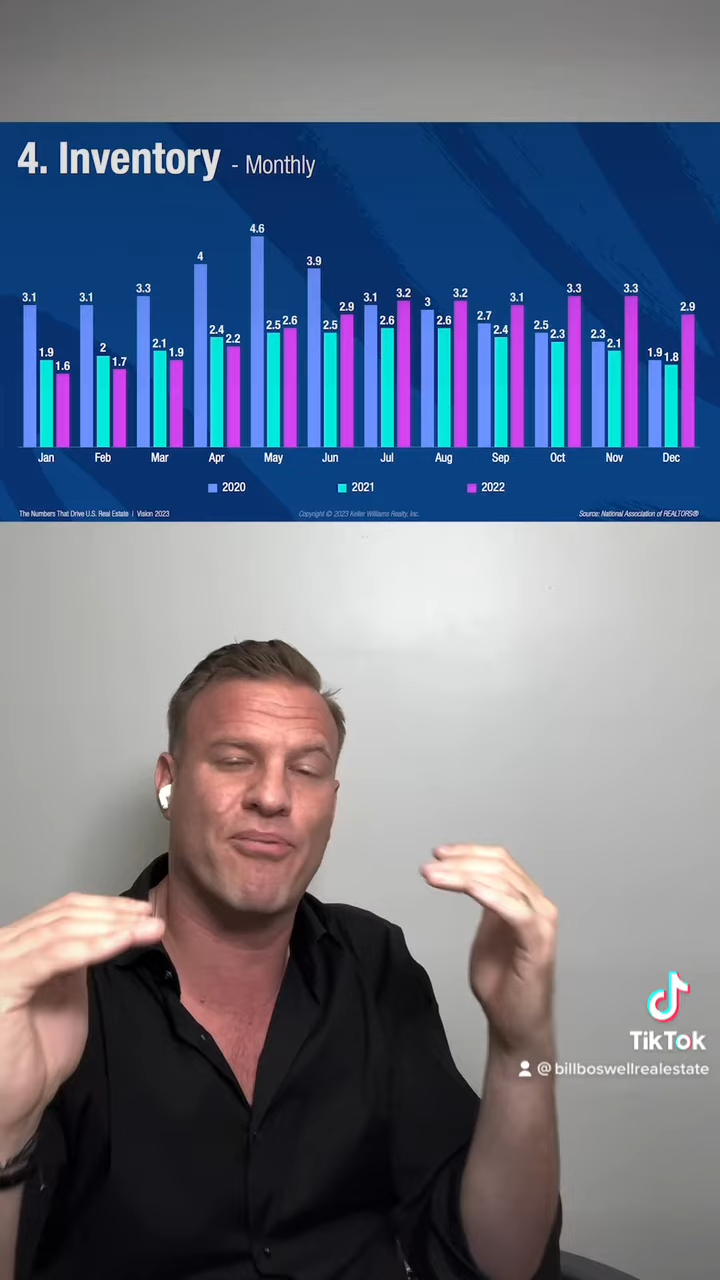 4. Inventory - Monthly
4.6
4
3.9
3.1 3.1 3.3 3.1 3.2 3 3.2 3.1 3.3 3.3 2.9
2.9
1.9 1.6 2 1.7 2.1 1.9 2.4 2.2 2.5 2.6 2.5 2.6 2.6 2.7 2.4 2.5 2.3 2.3 2.1 1.9 1.8
Jan Feb Mar Apr May Jun Jul Aug Sep Oct Nov Dec
2020 2021 2022
The Numbers That Drive U.S. Real Estate | Vision 2023 Copyright © 2023 Keller Williams Realty, Inc. Source: National Association of REALTORS®
TikTok
@billboswellrealestate